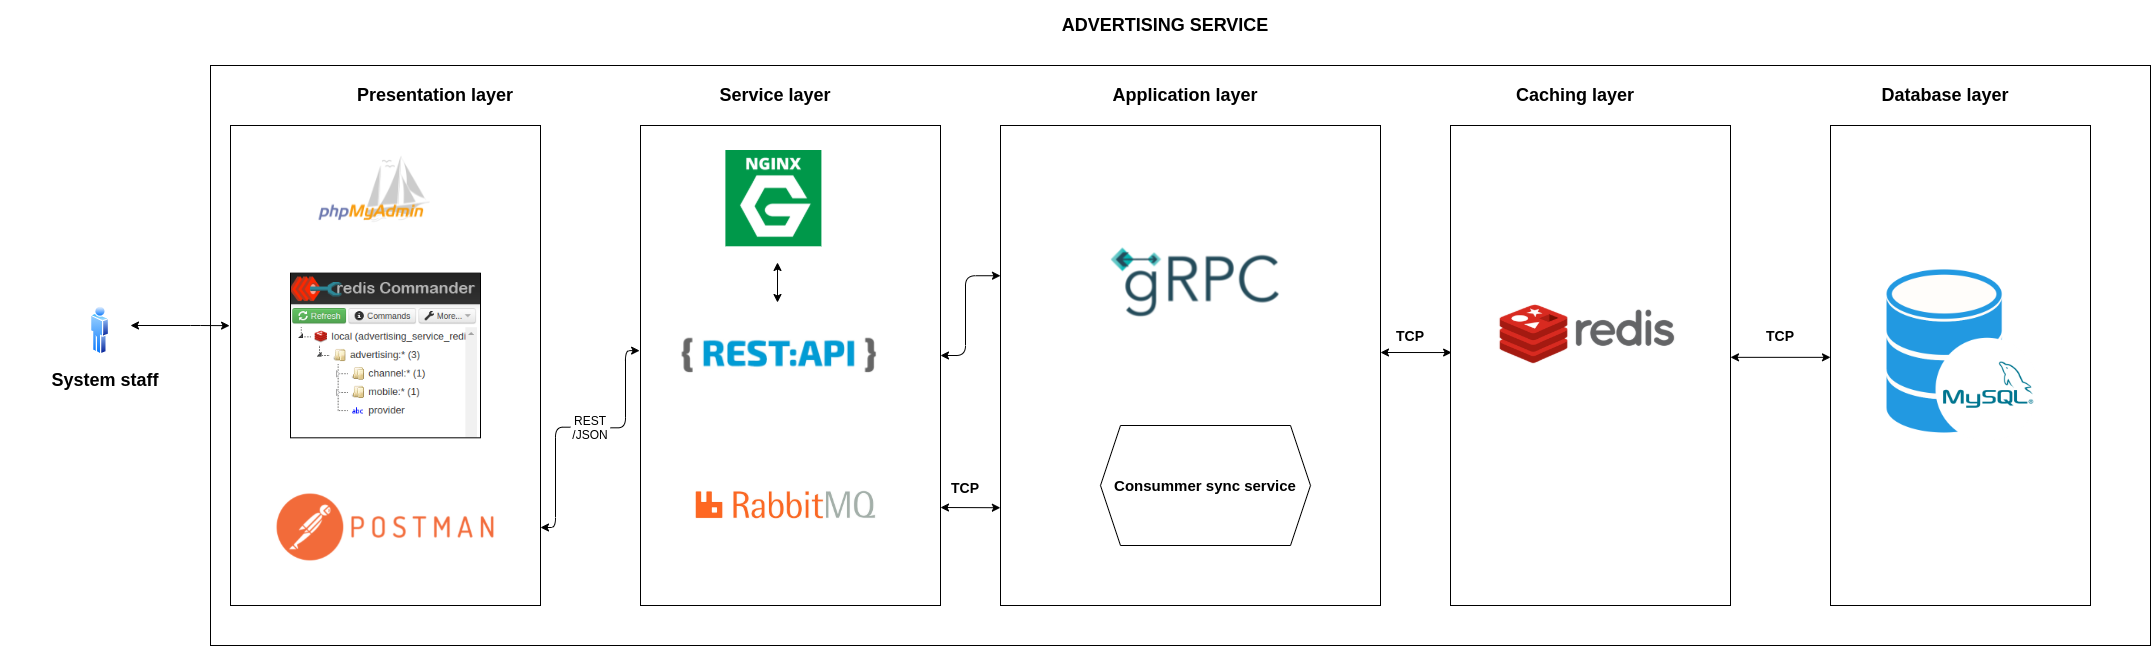 ADVERTISING SERVICE
Presentation layer
Service layer
Application layer
Caching layer
Database layer
phpMyAdmin
redis Commander
Refresh
Commands
More...
local (advertising_service_redi
advertising:* (3)
channel:* (1)
mobile:* (1)
abc provider
POSTMAN
System staff
REST
/JSON
NGINX
{ REST:API }
RabbitMQ
TCP
gRPC
Consummer sync service
TCP
redis
TCP
MySQL®